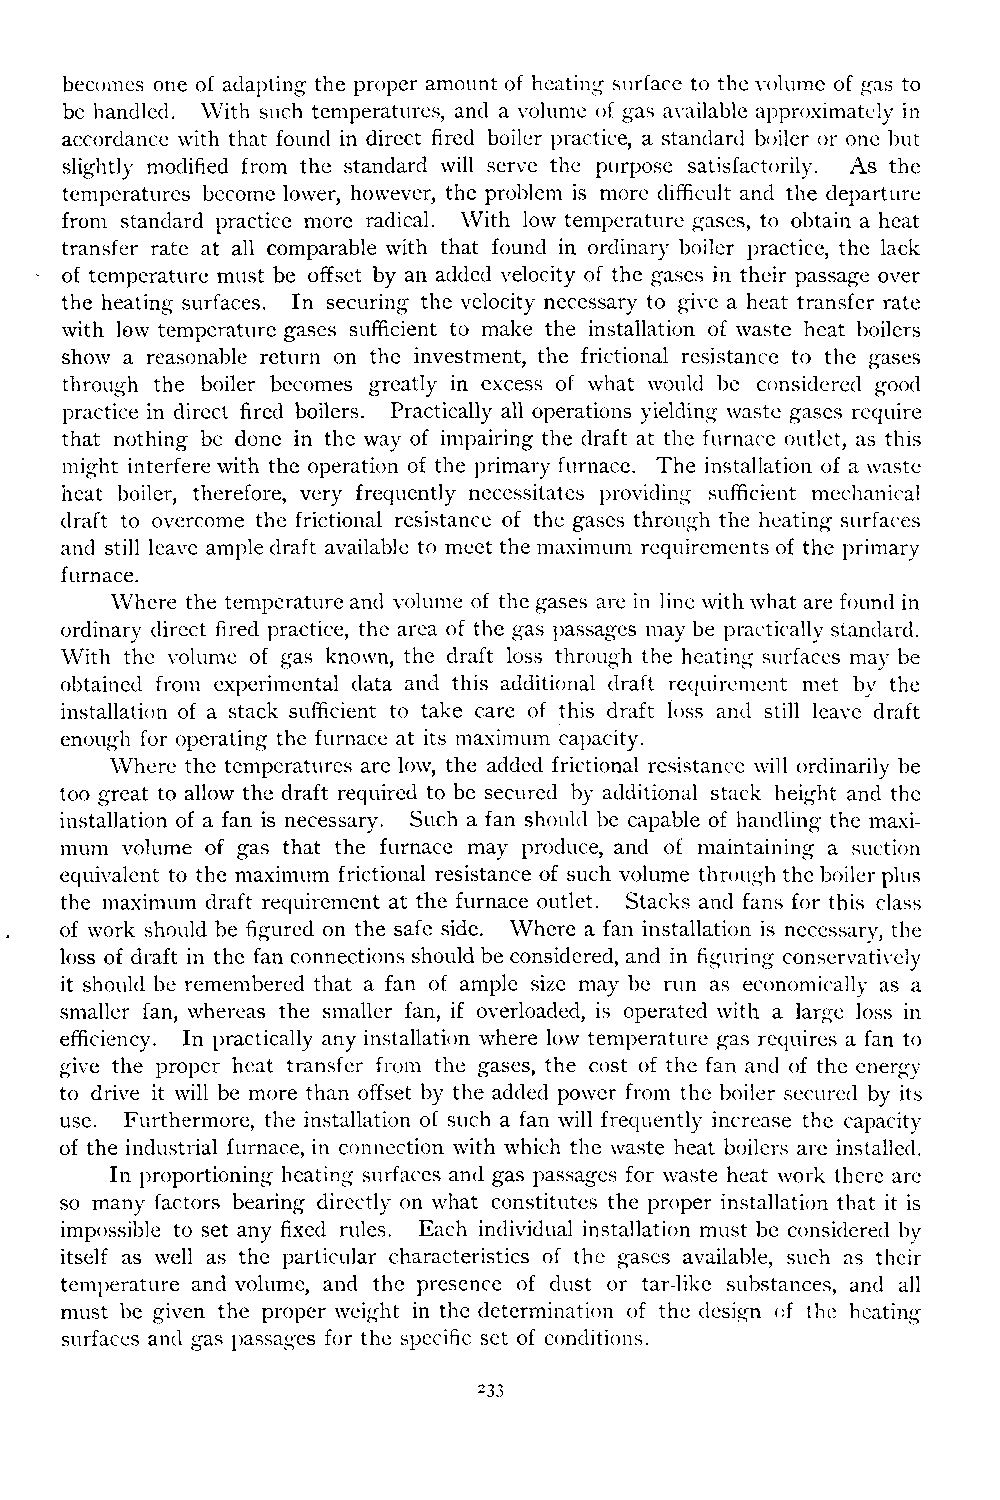 becomes one of adapting the proper amount of heating surface to the volume of gas to
be handled. With such temperatures, and a volume of gas available approximately in
accordance with that found in direct fired boiler practice, a standard boiler or one but
slightly modified from the standard will serve the purpose satisfactorily. As the
temperatures become lower, however, the problem is more difficult and the departure
from standard practice more radical. With low temperature gases, to obtain a heat
transfer rate at all comparable with that found in ordinary boiler practice, the lack
of temperature must be offset by an added velocity of the gases in their passage over
the heating surfaces. In securing the velocity necessary to give a heat transfer rate
with low temperature gases sufficient to make the installation of waste heat boilers
show a reasonable return on the investment, the frictional resistance to the gases
through the boiler becomes greatly in excess of what would be considered good
practice in direct fired boilers. Practically all operations yielding waste gases require
that nothing be done in the way of impairing the draft at the furnace outlet, as this
might interfere with the operation of the primary furnace. The installation of a waste
heat boiler, therefore, very frequently necessitates providing sufficient mechanical
draft to overcome the frictional resistance of the gases through the heating surfaces
and still leave ample draft available to meet the maximum requirements of the primary
furnace.
Where the temperature and volume of the gases are in line with what are found in
ordinary direct fired practice, the area of the gas passages may be practically standard.
With the volume of gas known, the draft loss through the heating surfaces may be
obtained from experimental data and this additional draft requirement met by the
installation of a stack sufficient to take care of this draft loss and still leave draft
enough for operating the furnace at its maximum capacity.
Where the temperatures are low, the added frictional resistance will ordinarily be
too great to allow the draft required to be secured by additional stack height and the
installation of a fan is necessary. Such a fan should be capable of handling the maxi-
mum volume of gas that the furnace may produce, and of maintaining a suction
equivalent to the maximum frictional resistance of such volume through the boiler plus
the maximum draft requirement at the furnace outlet. Stacks and fans for this class
of work should be figured on the safe side. Where a fan installation is necessary, the
loss of draft in the fan connections should be considered, and in figuring conservatively
it should be remembered that a fan of ample size may be run as economically as a
smaller fan, whereas the smaller fan, if overloaded, is operated with a large loss in
efficiency. In practically any installation where low temperature gas requires a fan to
give the proper heat transfer from the gases, the cost of the fan and of the energy
to drive it will be more than offset by the added power from the boiler secured by its
use. Furthermore, the installation of such a fan will frequently increase the capacity
of the industrial furnace, in connection with which the waste heat boilers are installed.
In proportioning heating surfaces and gas passages for waste heat work there are
so many factors bearing directly on what constitutes the proper installation that it is
impossible to set any fixed rules. Each individual installation must be considered by
itself as well as the particular characteristics of the gases available, such as their
temperature and volume, and the presence of dust or tar-like substances, and all
must be given the proper weight in the determination of the design of the heating
surfaces and gas passages for the specific set of conditions.
233